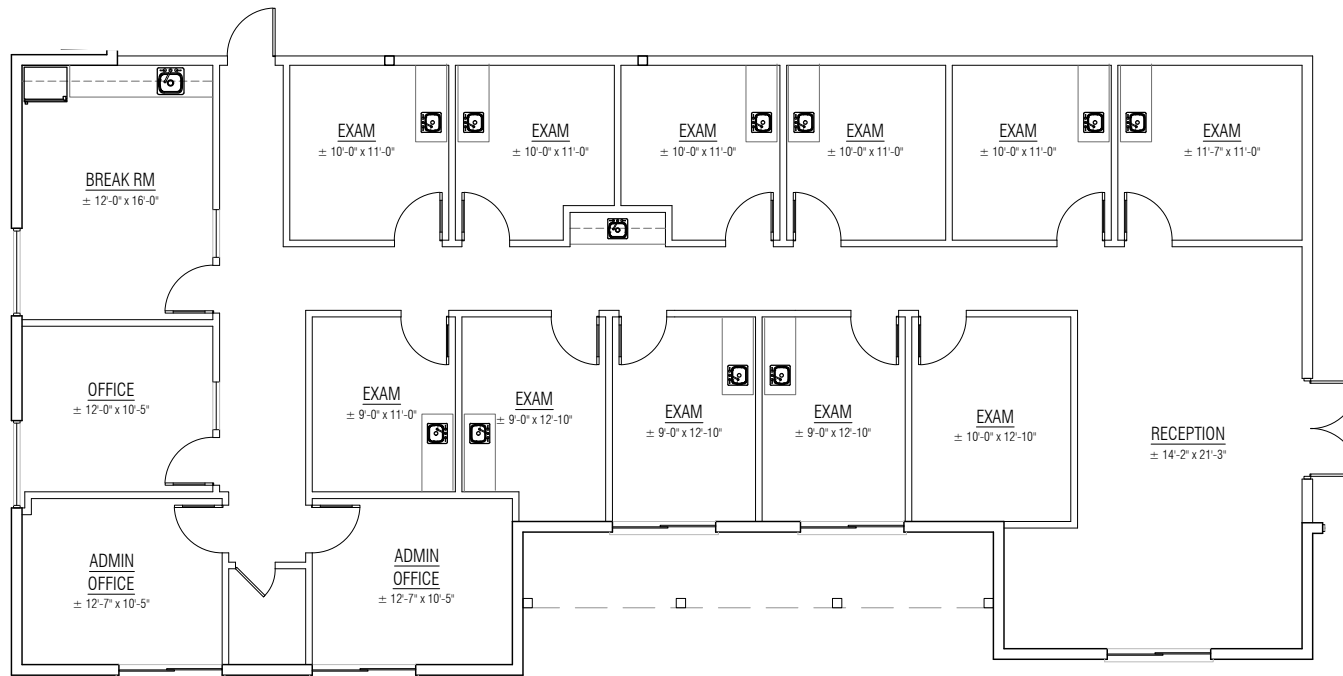 EXAM
± 10'-0" x 11'-0"
EXAM
± 10'-0" x 11'-0"
EXAM
± 10'-0" x 11'-0"
EXAM
± 10'-0" x 11'-0"
EXAM
± 10'-0" x 11'-0"
EXAM
± 11'-7" x 11'-0"
BREAK RM
± 12'-0" x 16'-0"
OFFICE
± 12'-0" x 10'-5"
EXAM
± 9'-0" x 11'-0"
EXAM
± 9'-0" x 12'-10"
EXAM
± 9'-0" x 12'-10"
EXAM
± 9'-0" x 12'-10"
EXAM
± 10'-0" x 12'-10"
RECEPTION
± 14'-2" x 21'-3"
ADMIN
OFFICE
± 12'-7" x 10'-5"
ADMIN
OFFICE
± 12'-7" x 10'-5"